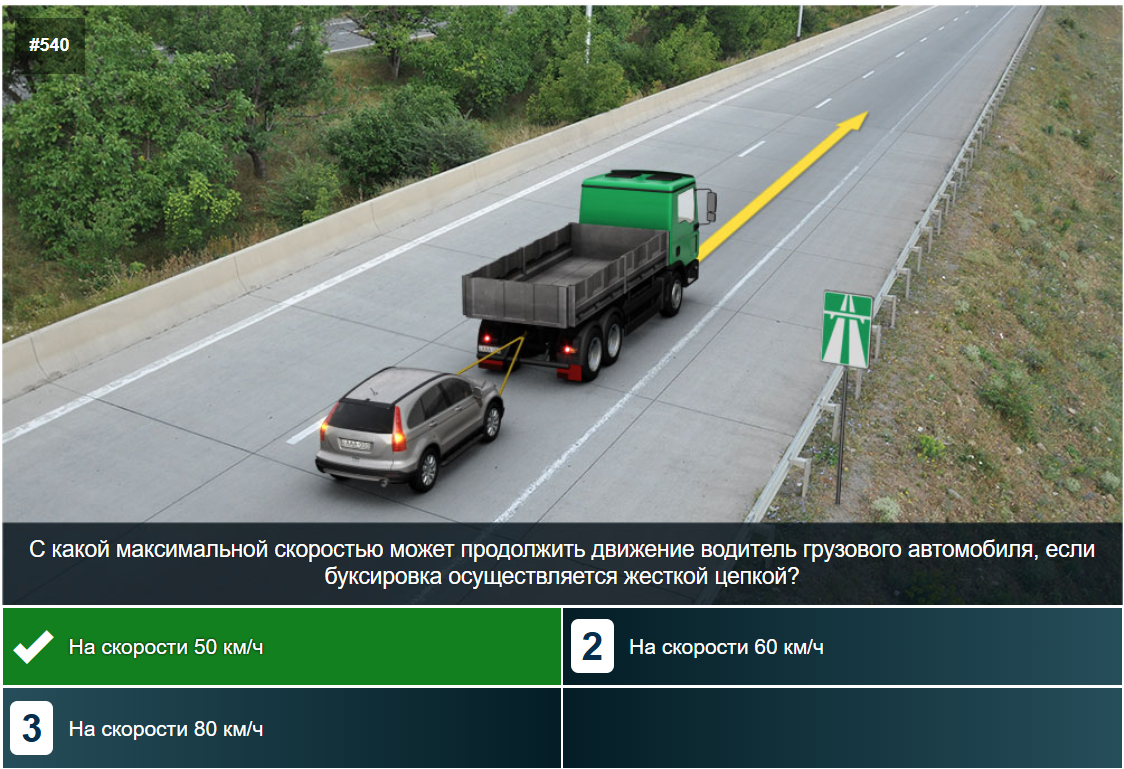 #540
С какой максимальной скоростью может продолжить движение водитель грузового автомобиля, если
буксировка осуществляется жесткой цепкой?
На скорости 50 км/ч
2 На скорости 60 км/ч
3 На скорости 80 км/ч